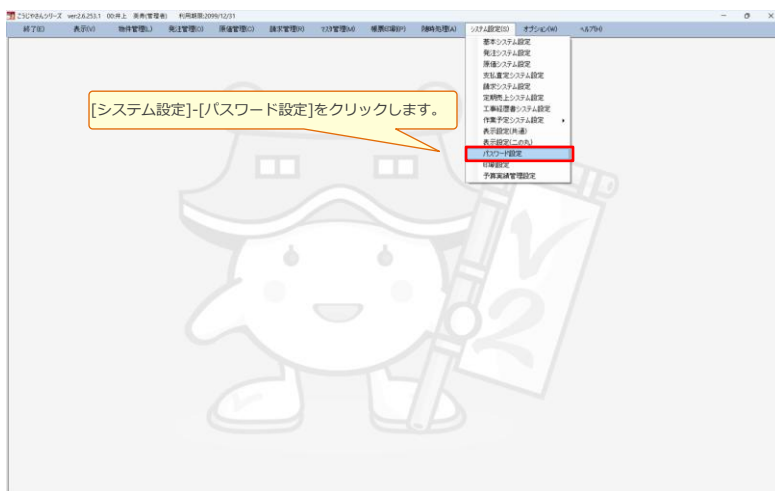 こうじやさんシリーズ ver:2.6.253.1 00:井上 英寿(管理者) 利用期限:2099/12/31
終了(E) 表示(V) 物件管理(L) 発注管理(O) 原価管理(C) 請求管理(R) マスタ管理(M) 帳票印刷(P) 随時処理(A) システム設定(S) オプション(W) ヘルプ(H)
基本システム設定
発注システム設定
原価システム設定
支払査定システム設定
請求システム設定
定期売上システム設定
工事経歴書システム設定
作業予定システム設定
表示設定(共通)
表示設定(二の丸)
パスワード設定
印刷設定
予算実績管理設定
[システム設定]-[パスワード設定]をクリックします。
V2